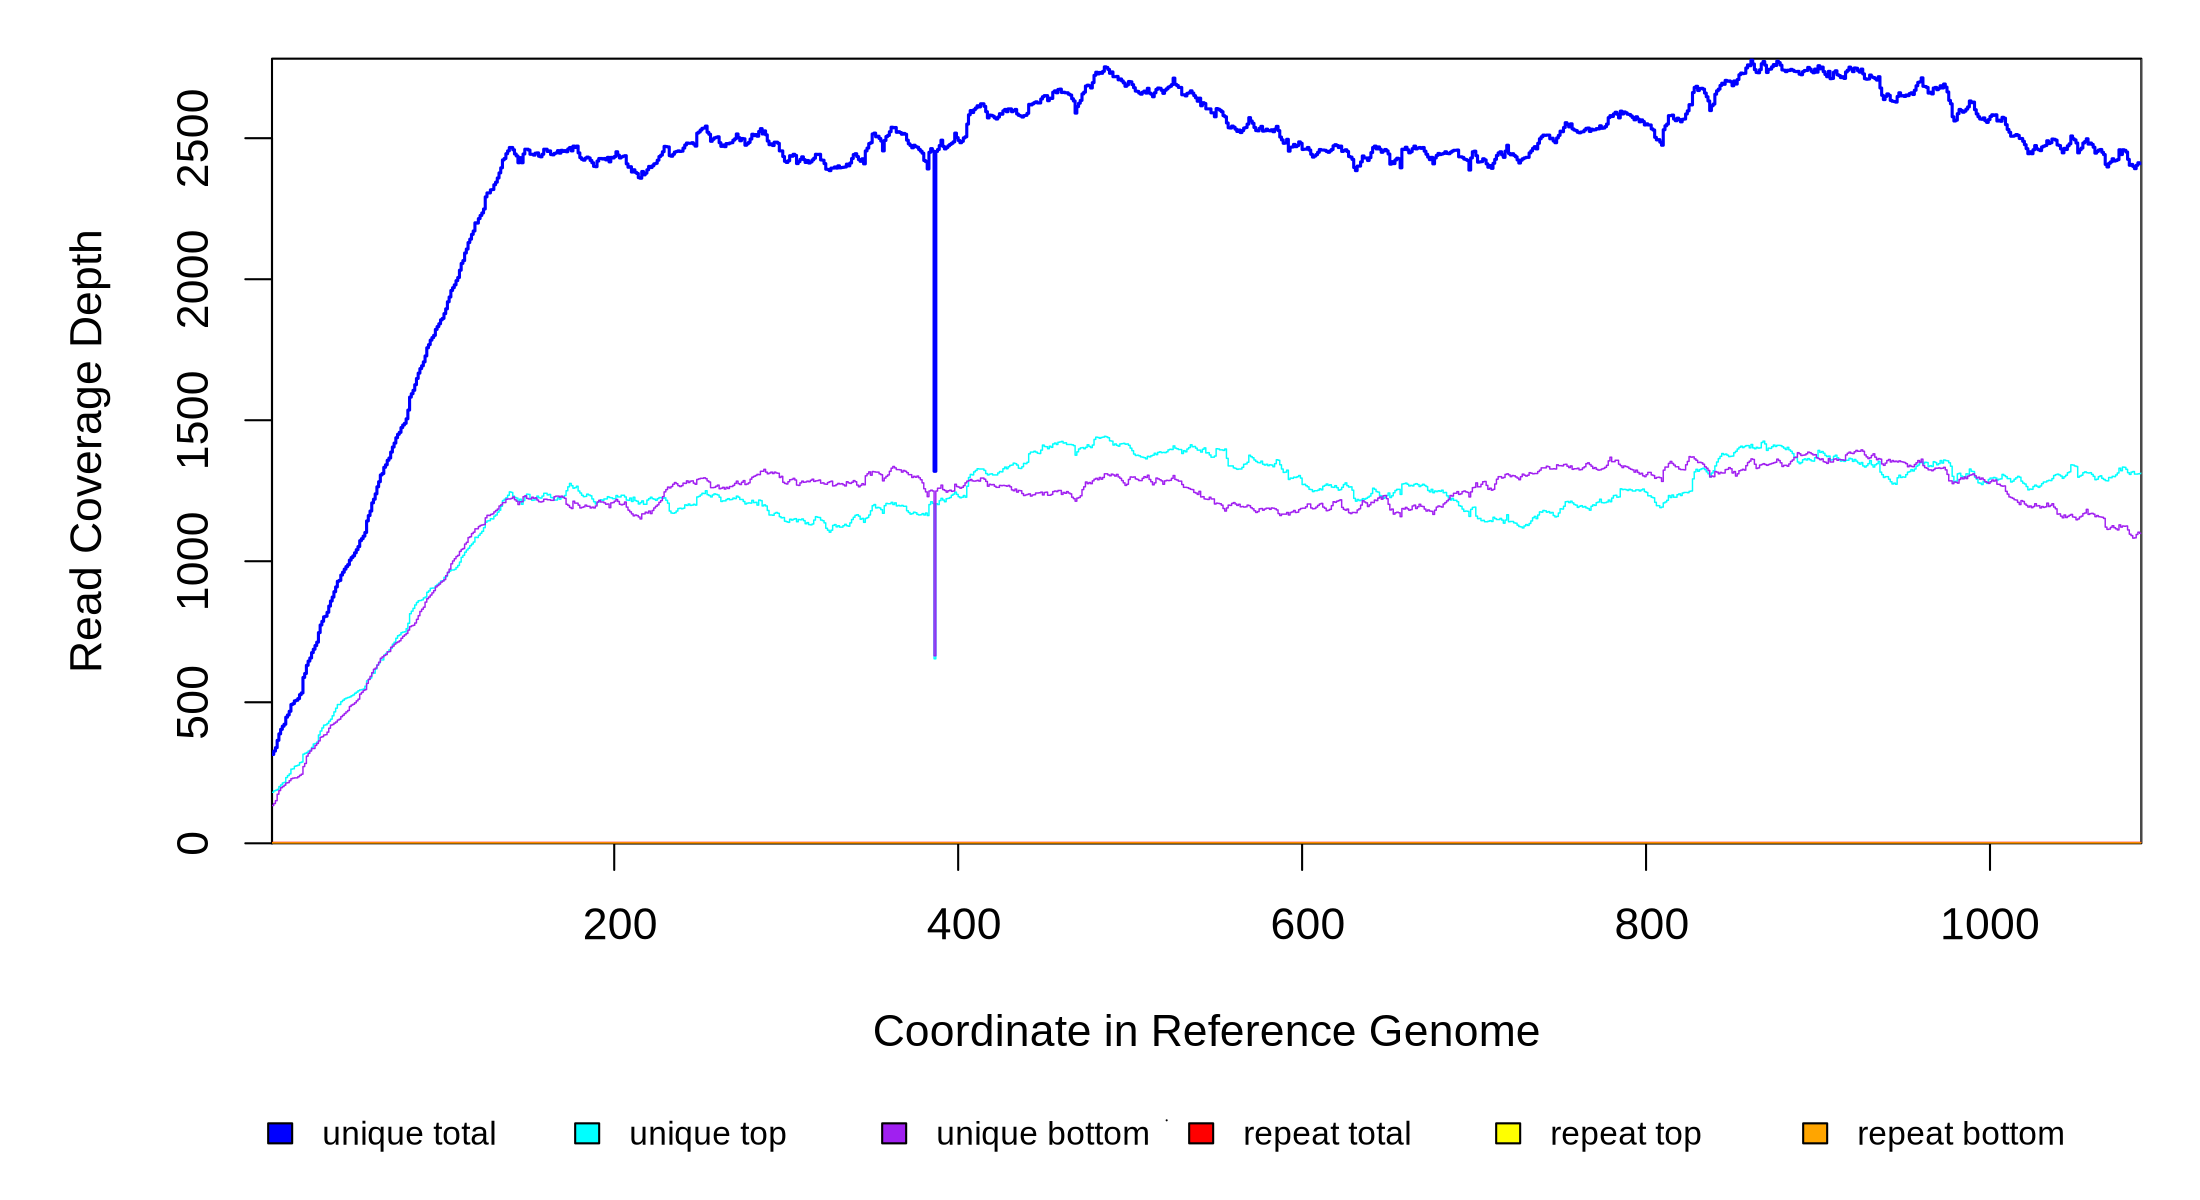 Read Coverage Depth
2500
2000
1500
1000
500
0
200 400 600 800 1000
Coordinate in Reference Genome
unique total unique top unique bottom repeat total repeat top repeat bottom